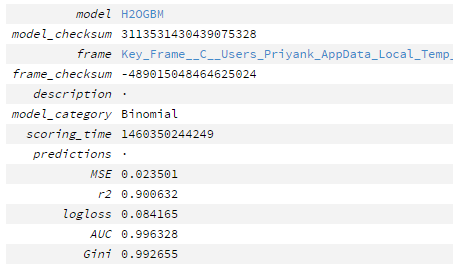 model H2OGBM
model_checksum 3113531430439075328
frame Key_Frame__C__Users_Priyank_AppData_Local_Temp_
frame_checksum -489015048464625024
description ·
model_category Binomial
scoring_time 1460350244249
predictions ·
MSE 0.023501
r2 0.900632
logloss 0.084165
AUC 0.996328
Gini 0.992655